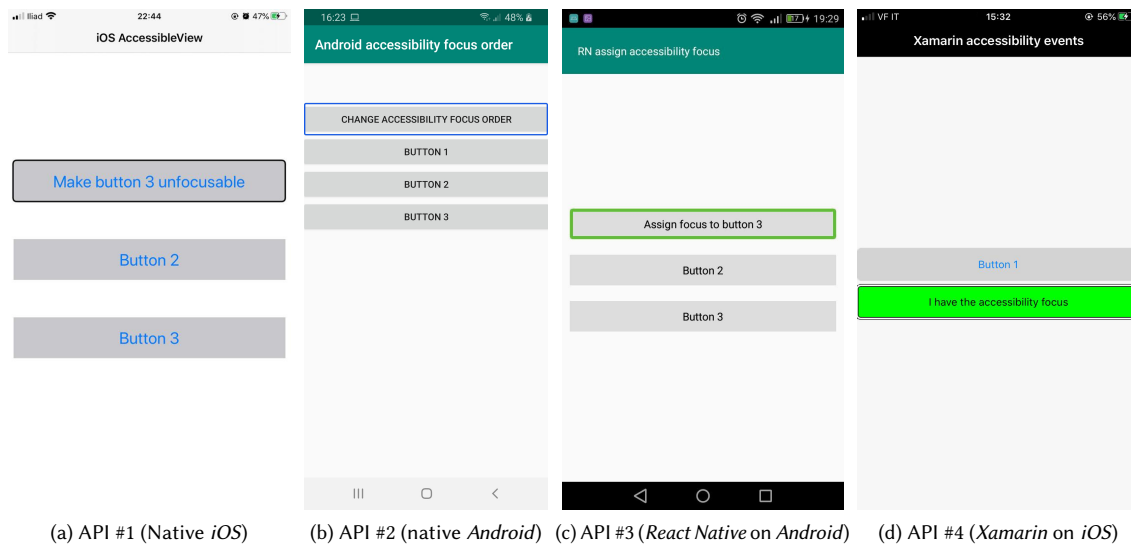 Iliad 22:44 47%
iOS AccessibleView
Make button 3 unfocusable
Button 2
Button 3
16:23 48%
Android accessibility focus order
CHANGE ACCESSIBILITY FOCUS ORDER
BUTTON 1
BUTTON 2
BUTTON 3
17 19:29
RN assign accessibility focus
Assign focus to button 3
Button 2
Button 3
VF IT 15:32 56%
Xamarin accessibility events
Button 1
I have the accessibility focus
(a) API #1 (Native iOS)
(b) API #2 (native Android)
(c) API #3 (React Native on Android)
(d) API #4 (Xamarin on iOS)